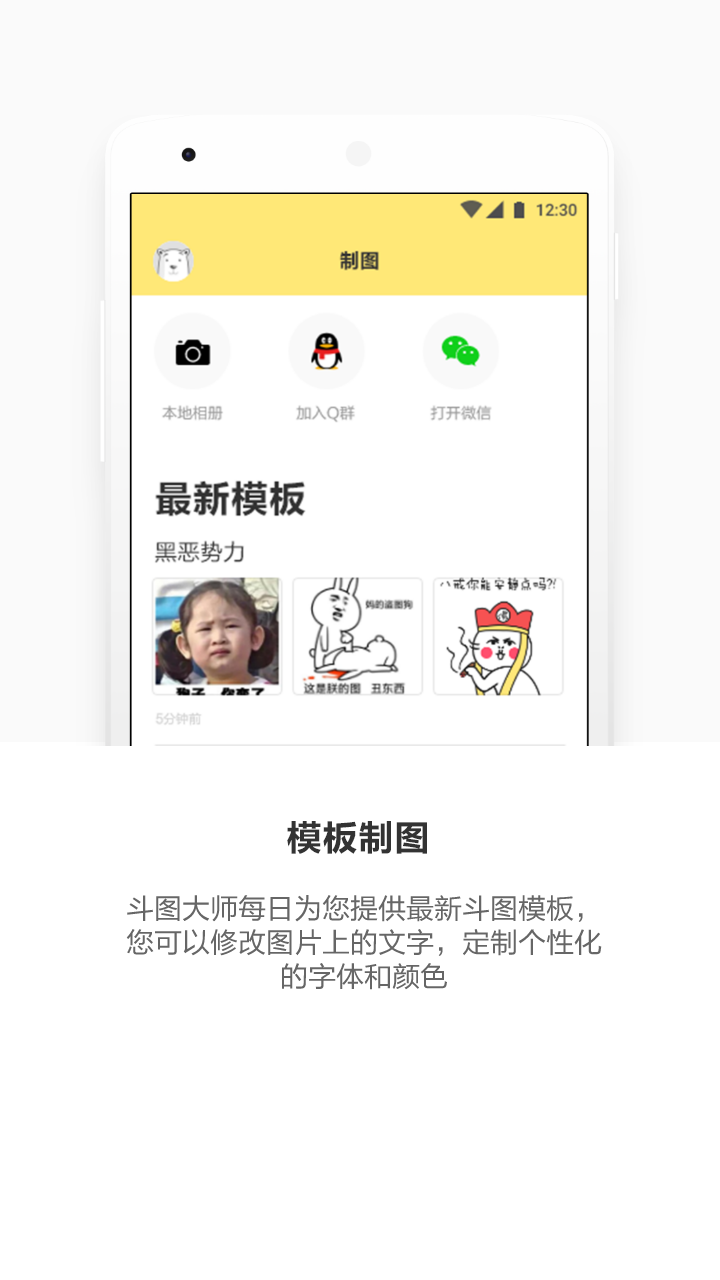 12:30
制图
本地相册
加入Q群
打开微信
最新模板
黑恶势力
妈的盗图狗
八戒你能安静点吗?!
这是朕的图 丑东西
5分钟前
模板制图
斗图大师每日为您提供最新斗图模板，
您可以修改图片上的文字，定制个性化
的字体和颜色